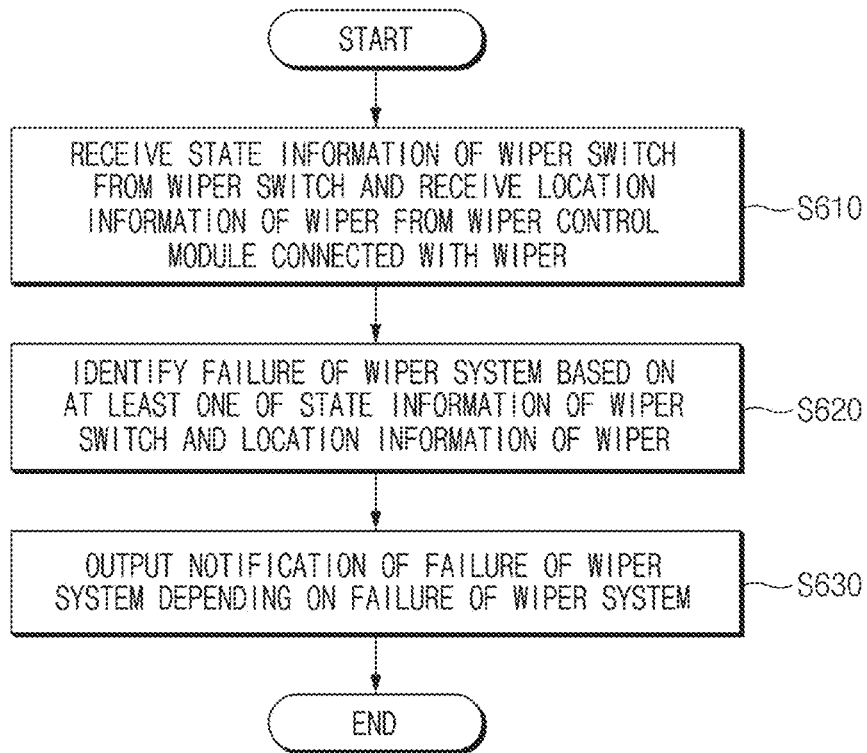 START
RECEIVE STATE INFORMATION OF WIPER SWITCH
FROM WIPER SWITCH AND RECEIVE LOCATION
INFORMATION OF WIPER FROM WIPER CONTROL
MODULE CONNECTED WITH WIPER
S610
IDENTIFY FAILURE OF WIPER SYSTEM BASED ON
AT LEAST ONE OF STATE INFORMATION OF WIPER
SWITCH AND LOCATION INFORMATION OF WIPER
S620
OUTPUT NOTIFICATION OF FAILURE OF WIPER
SYSTEM DEPENDING ON FAILURE OF WIPER SYSTEM
S630
END